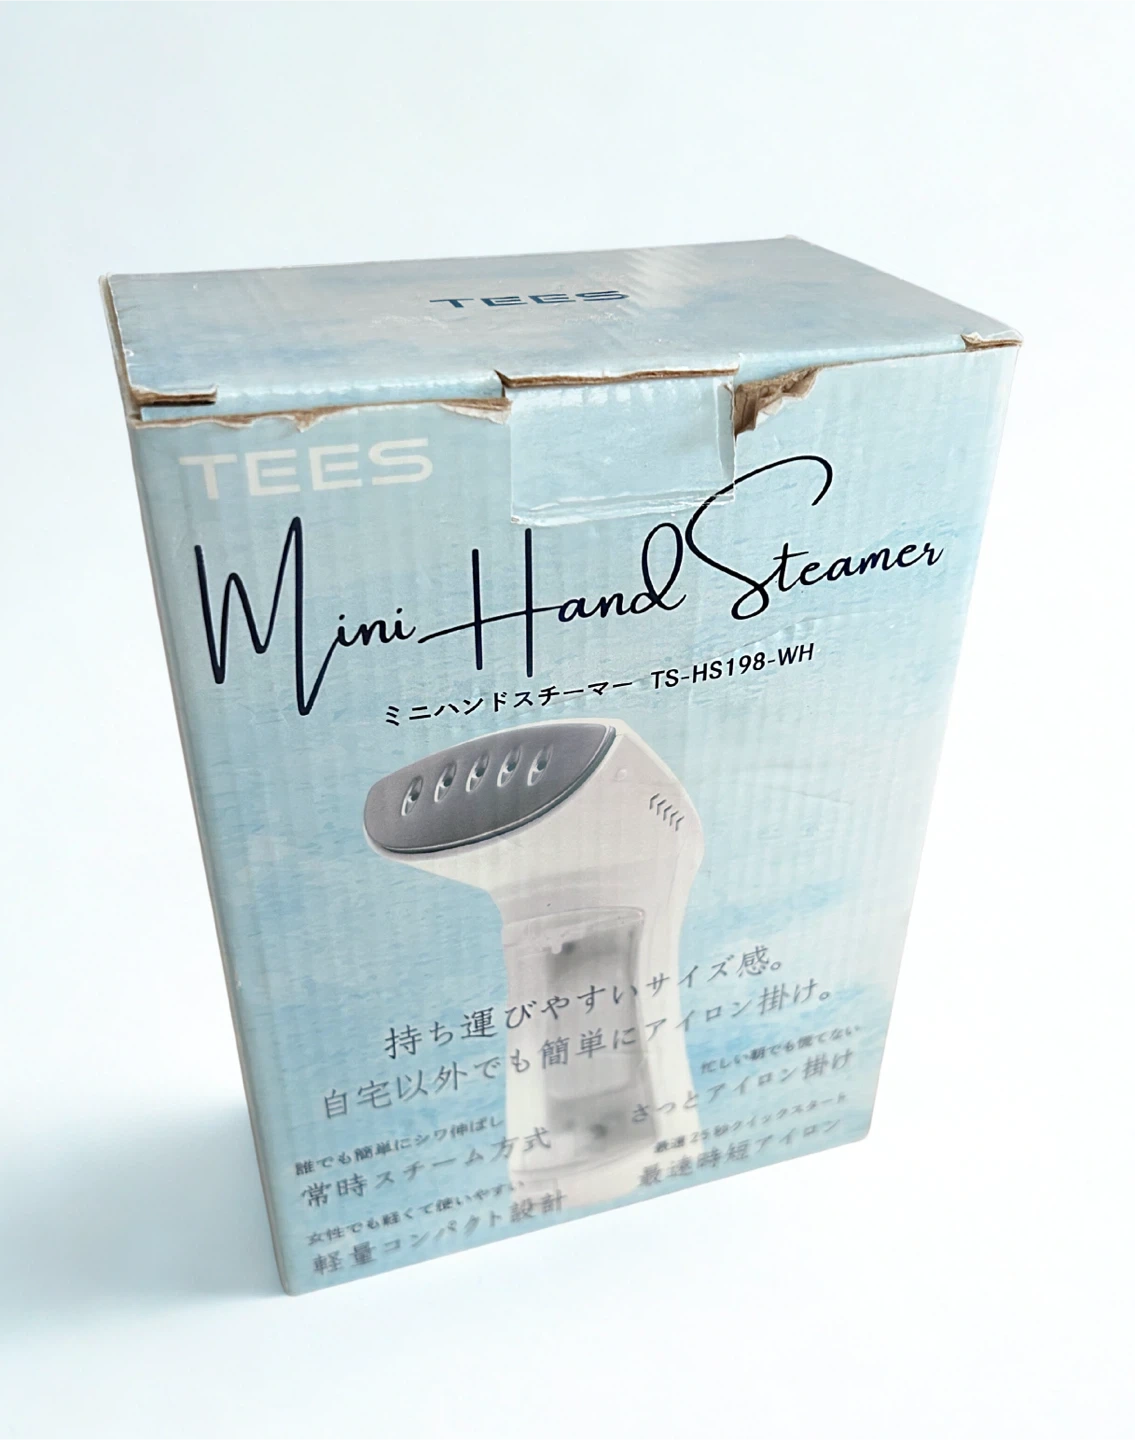 TEES
TEES
Mini Hand Steamer
ミニハンドスチーマー TS-HS198-WH
持ち運びやすいサイズ感。
自宅以外でも簡単にアイロン掛け。
誰でも簡単にシワ伸ばし
常時スチーム方式
女性でも軽くて使いやすい
軽量コンパクト設計
忙しい朝でも慌てない
さっとアイロン掛け
最速25秒クイックスタート
最速時短アイロン